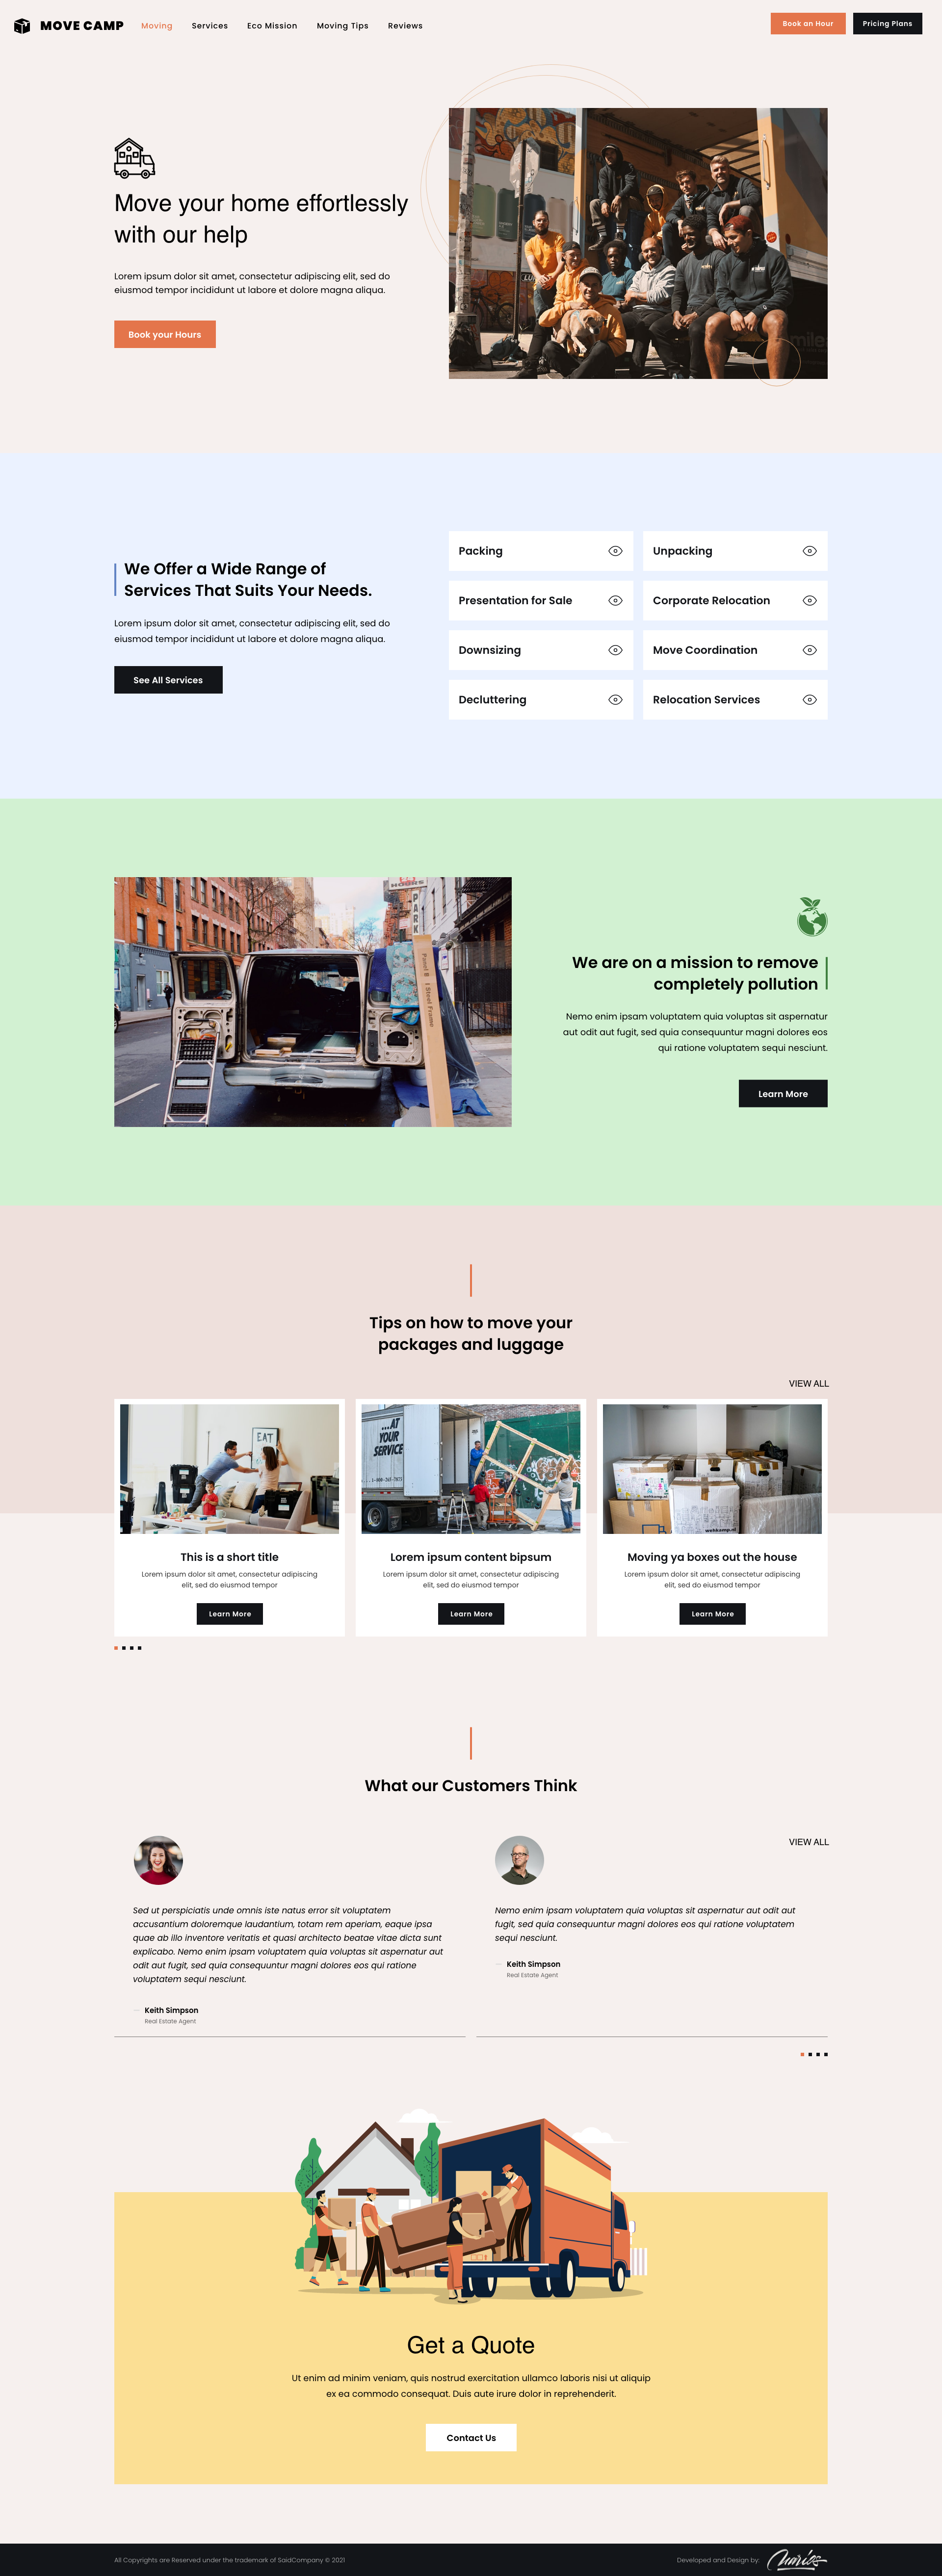 MOVE CAMP
Moving
Services
Eco Mission
Moving Tips
Reviews
Book an Hour
Pricing Plans
Move your home effortlessly
with our help
Lorem ipsum dolor sit amet, consectetur adipiscing elit, sed do
eiusmod tempor incididunt ut labore et dolore magna aliqua.
Book your Hours
We Offer a Wide Range of
Services That Suits Your Needs.
Lorem ipsum dolor sit amet, consectetur adipiscing elit, sed do
eiusmod tempor incididunt ut labore et dolore magna aliqua.
See All Services
Packing
Unpacking
Presentation for Sale
Corporate Relocation
Downsizing
Move Coordination
Decluttering
Relocation Services
PARK
We are on a mission to remove
completely pollution
Nemo enim ipsam voluptatem quia voluptas sit aspernatur
aut odit aut fugit, sed quia consequuntur magni dolores eos
qui ratione voluptatem sequi nesciunt.
Learn More
Tips on how to move your
packages and luggage
VIEW ALL
EAT
...AT
YOUR
SERVICE
wehkamp.nl
This is a short title
Lorem ipsum dolor sit amet, consectetur adipiscing
elit, sed do eiusmod tempor
Learn More
Lorem ipsum content bipsum
Lorem ipsum dolor sit amet, consectetur adipiscing
elit, sed do eiusmod tempor
Learn More
Moving ya boxes out the house
Lorem ipsum dolor sit amet, consectetur adipiscing
elit, sed do eiusmod tempor
Learn More
What our Customers Think
VIEW ALL
Sed ut perspiciatis unde omnis iste natus error sit voluptatem
accusantium doloremque laudantium, totam rem aperiam, eaque ipsa
quae ab illo inventore veritatis et quasi architecto beatae vitae dicta sunt
explicabo. Nemo enim ipsam voluptatem quia voluptas sit aspernatur aut
odit aut fugit, sed quia consequuntur magni dolores eos qui ratione
voluptatem sequi nesciunt.
Keith Simpson
Real Estate Agent
Nemo enim ipsam voluptatem quia voluptas sit aspernatur aut odit aut
fugit, sed quia consequuntur magni dolores eos qui ratione voluptatem
sequi nesciunt.
Keith Simpson
Real Estate Agent
Get a Quote
Ut enim ad minim veniam, quis nostrud exercitation ullamco laboris nisi ut aliquip
ex ea commodo consequat. Duis aute irure dolor in reprehenderit.
Contact Us
All Copyrights are Reserved under the trademark of SaidCompany © 2021
Developed and Design by: